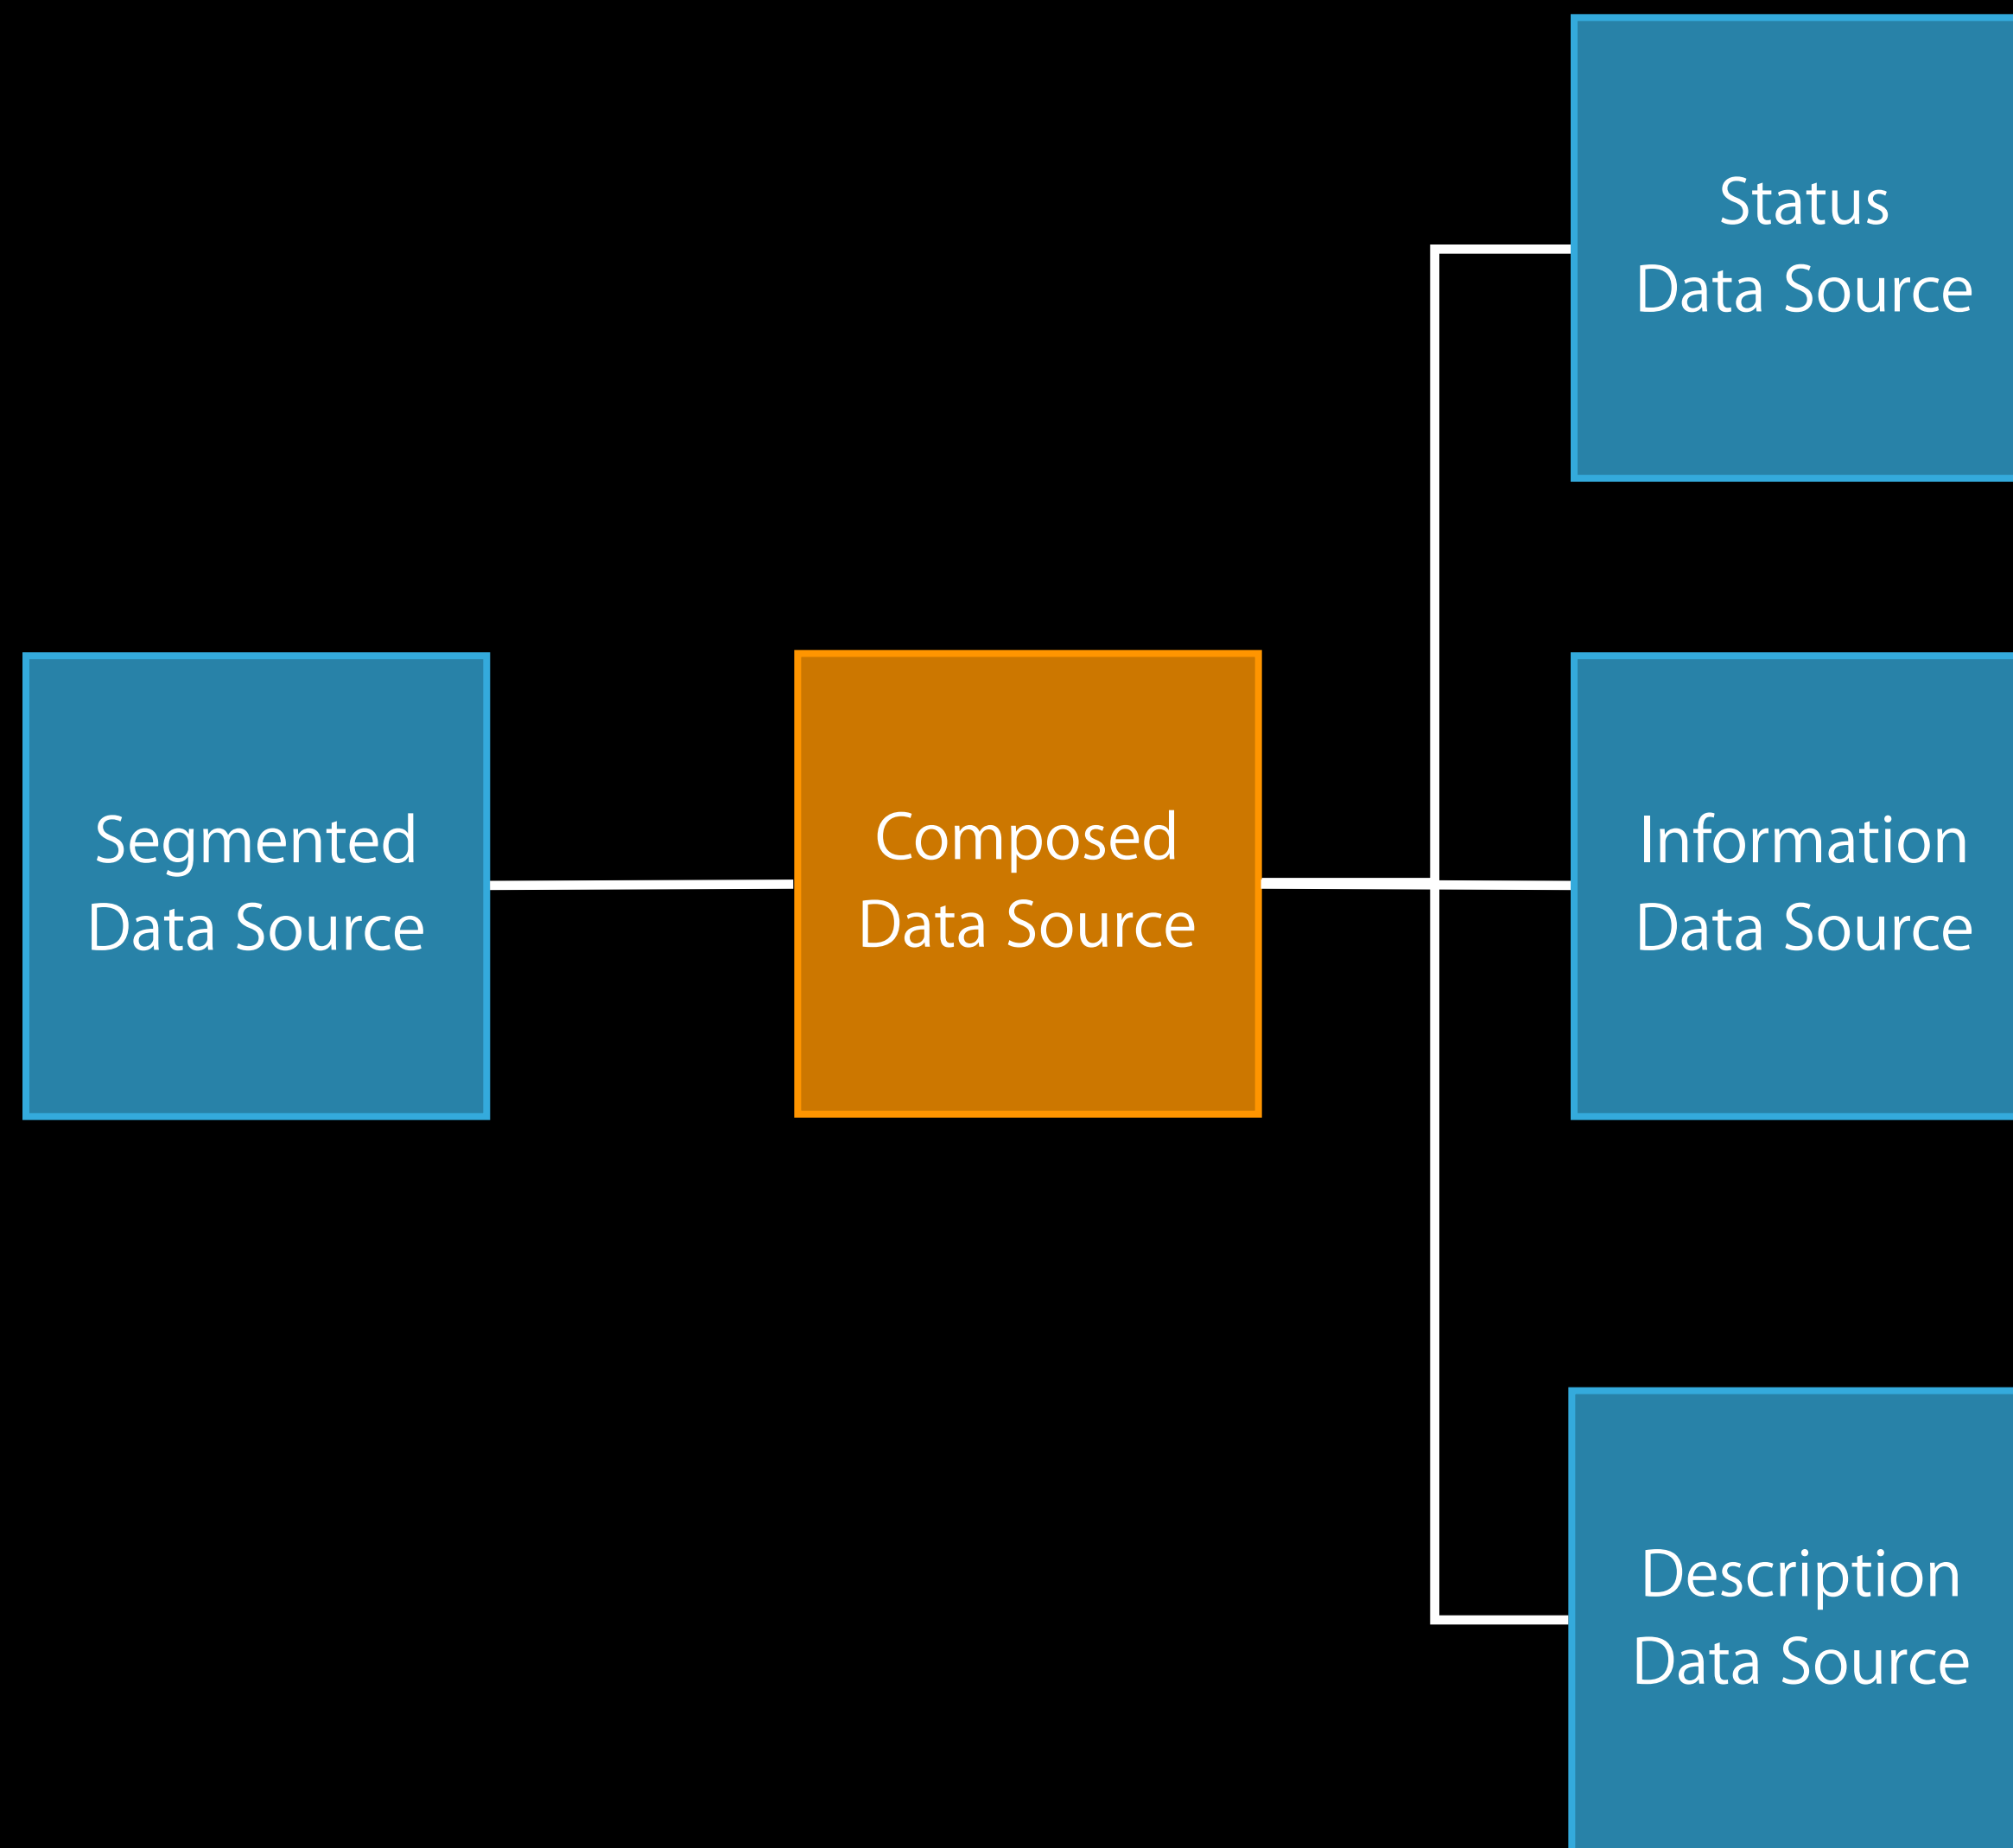 Status
Data Source
Segmented
Data Source
Composed
Data Source
Information
Data Source
Description
Data Source